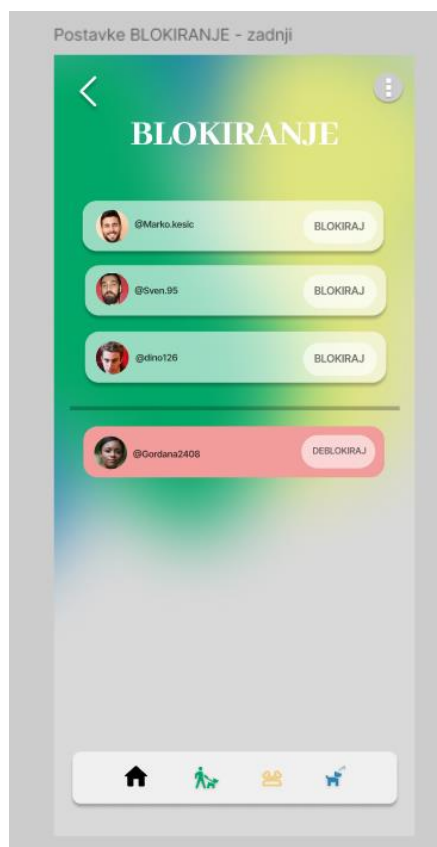 Postavke BLOKIRANJE - zadnji
BLOKIRANJE
@Marko.kesic
BLOKIRAJ
@Sven.95
BLOKIRAJ
@dino126
BLOKIRAJ
@Gordana2408
DEBLOKIRAJ